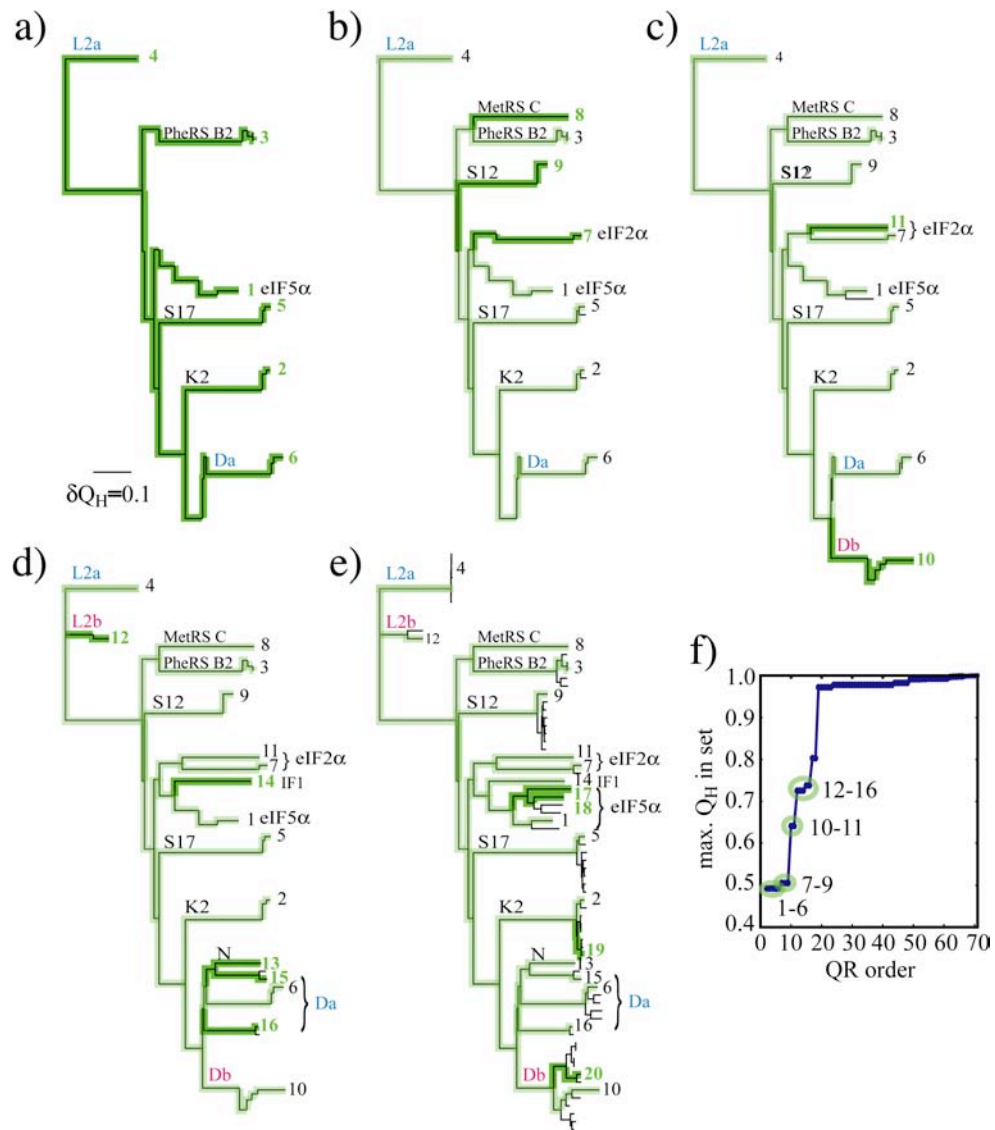 a)
L2a
4
PheRS B2
3
1 eIF5α
5
S17
K2
2
Da
6
δQH=0.1
b)
4
MetRS C
8
PheRS B2
3
S12
9
7
eIF2α
1 eIF5α
5
S17
K2
2
Da
6
c)
L2a
4
MetRS C
8
PheRS B2
3
S12
9
11
7
} eIF2α
1
eIF5α
5
S17
K2
2
Da
6
Db
10
d)
L2a
4
L2b
12
MetRS C
8
PheRS B2
3
S12
9
11
7
} eIF2α
14 IF1
1 eIF5α
5
S17
K2
2
N
13
15
6
16
} Da
Db
10
e)
L2a
4
L2b
12
MetRS C
8
PheRS B2
3
S12
9
11
7
} eIF2α
14 IF1
17
18
1
} eIF5α
5
S17
K2
2
19
N
13
15
6
16
} Da
Db
20
10
f)
max. QH in set
1.0
0.9
0.8
0.7
0.6
0.5
0.4
12-16
10-11
7-9
1-6
0 10 20 30 40 50 60 70
QR order